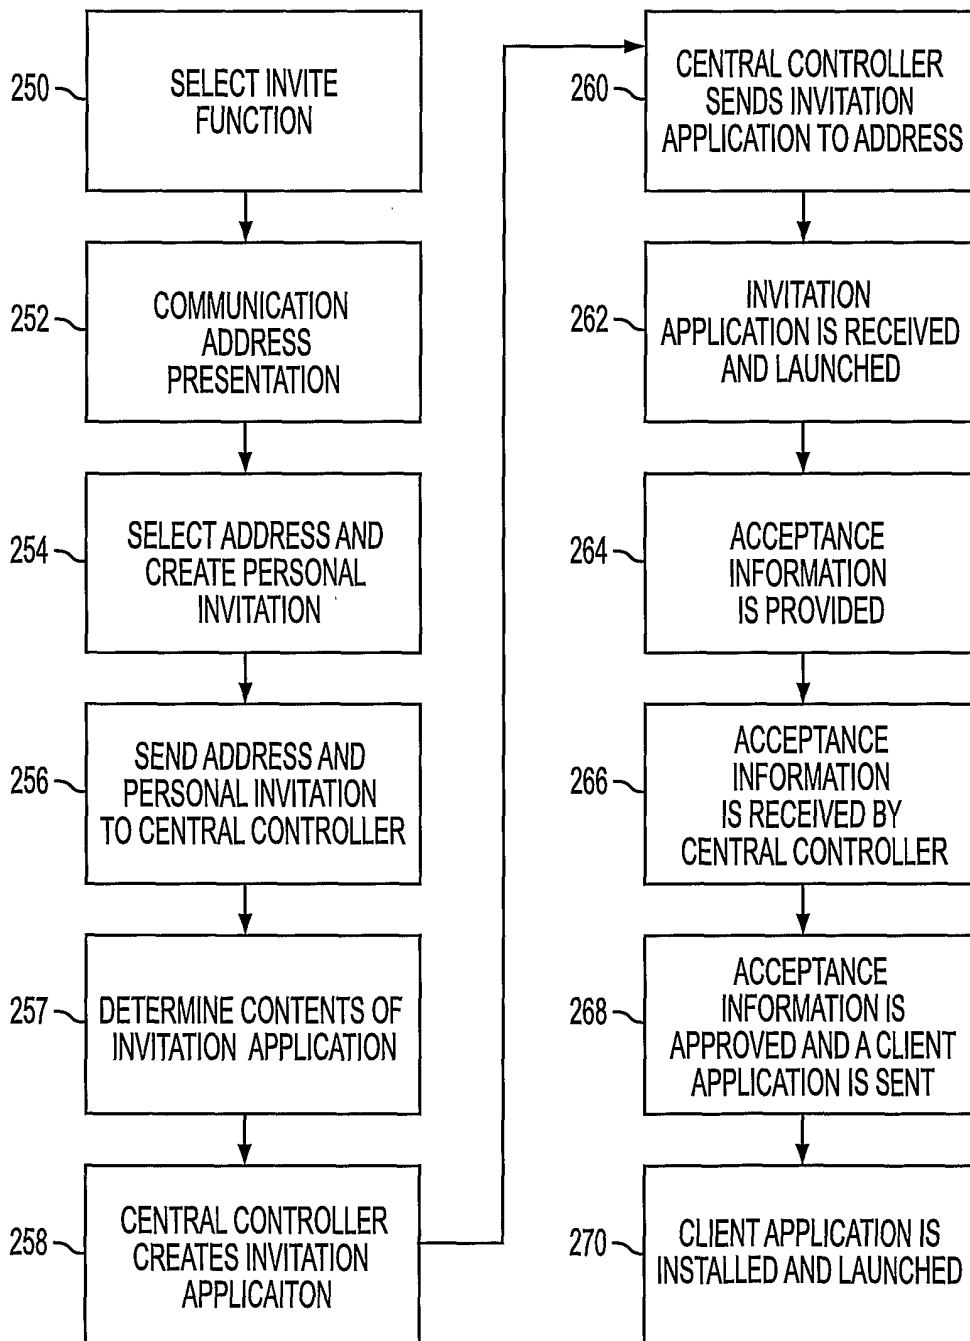 250
SELECT INVITE
FUNCTION
252
COMMUNICATION
ADDRESS
PRESENTATION
254
SELECT ADDRESS AND
CREATE PERSONAL
INVITATION
256
SEND ADDRESS AND
PERSONAL INVITATION
TO CENTRAL CONTROLLER
257
DETERMINE CONTENTS OF
INVITATION APPLICATION
258
CENTRAL CONTROLLER
CREATES INVITATION
APPLICAITON
260
CENTRAL CONTROLLER
SENDS INVITATION
APPLICATION TO ADDRESS
262
INVITATION
APPLICATION IS RECEIVED
AND LAUNCHED
264
ACCEPTANCE
INFORMATION
IS PROVIDED
266
ACCEPTANCE
INFORMATION
IS RECEIVED BY
CENTRAL CONTROLLER
268
ACCEPTANCE
INFORMATION IS
APPROVED AND A CLIENT
APPLICATION IS SENT
270
CLIENT APPLICATION IS
INSTALLED AND LAUNCHED